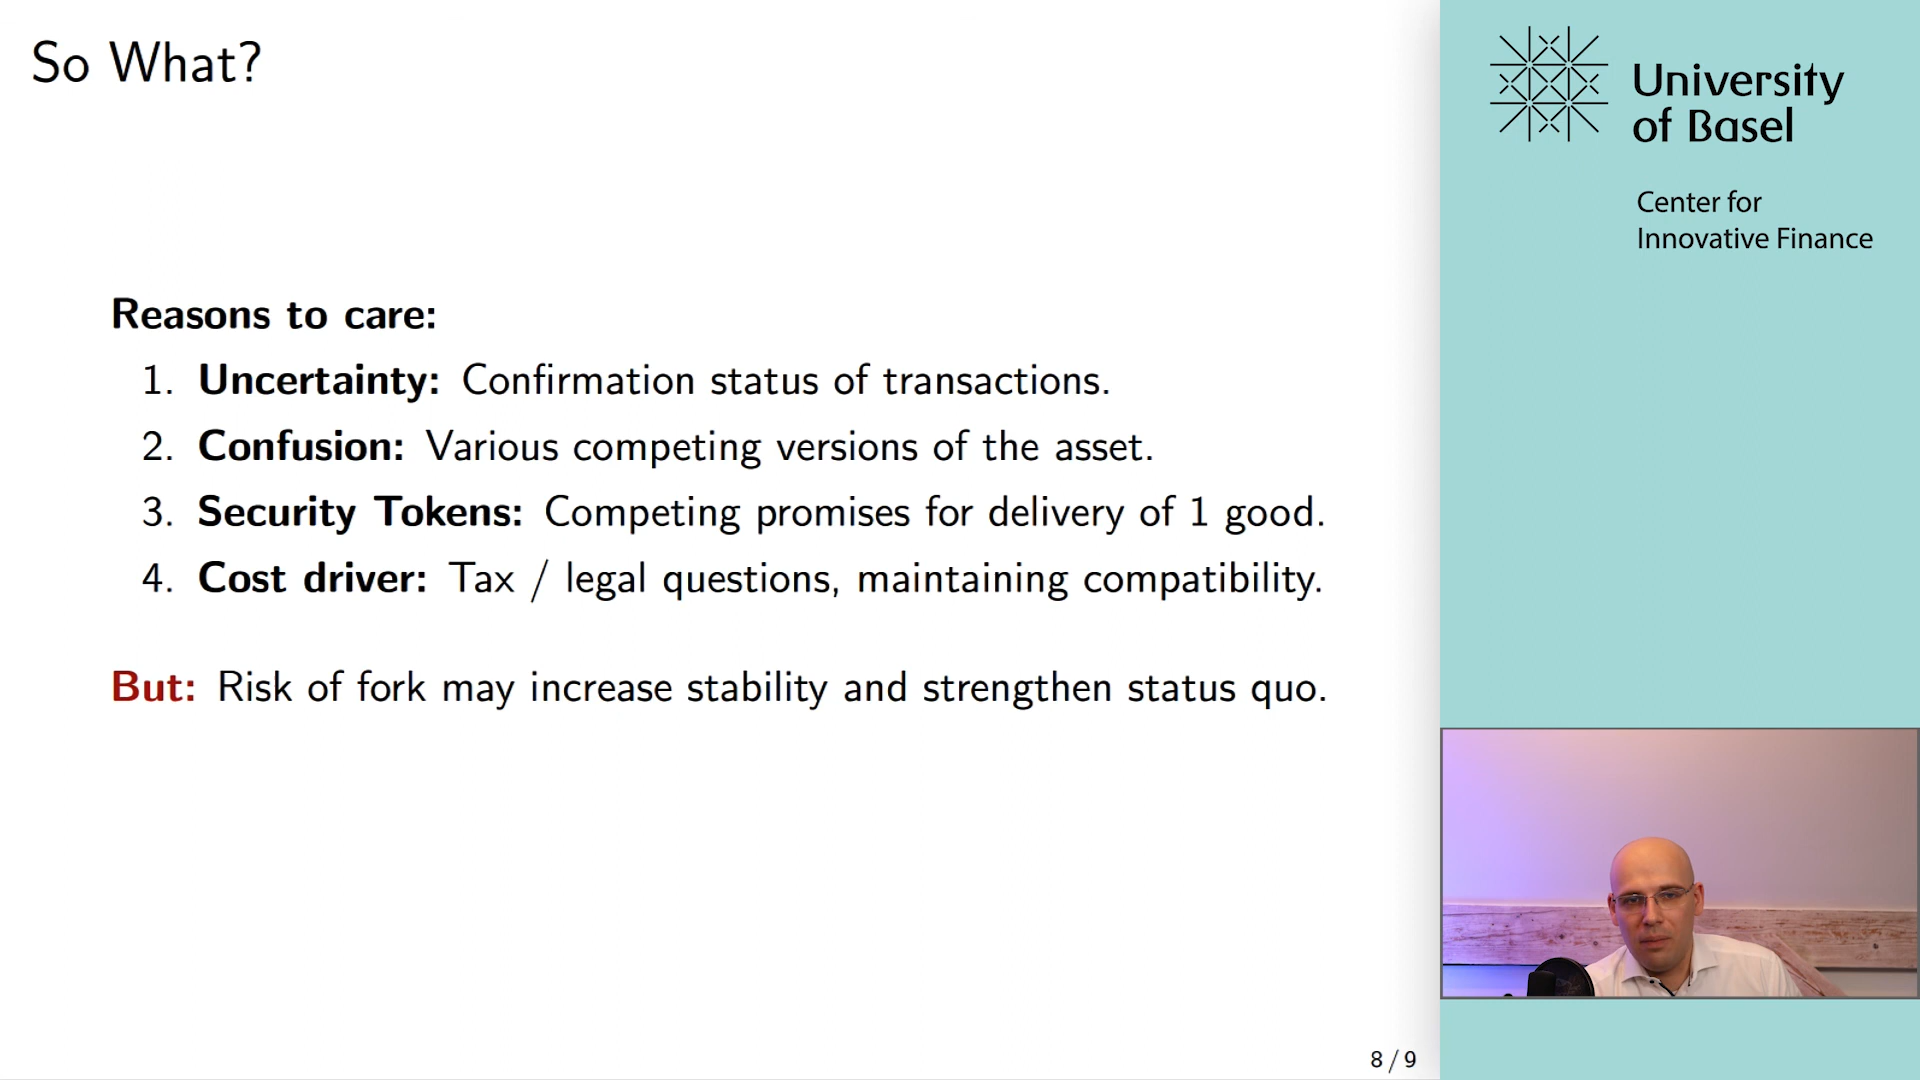 So What?
Reasons to care:
1. Uncertainty: Confirmation status of transactions.
2. Confusion: Various competing versions of the asset.
3. Security Tokens: Competing promises for delivery of 1 good.
4. Cost driver: Tax / legal questions, maintaining compatibility.
But: Risk of fork may increase stability and strengthen status quo.
8 / 9
University
of Basel
Center for
Innovative Finance